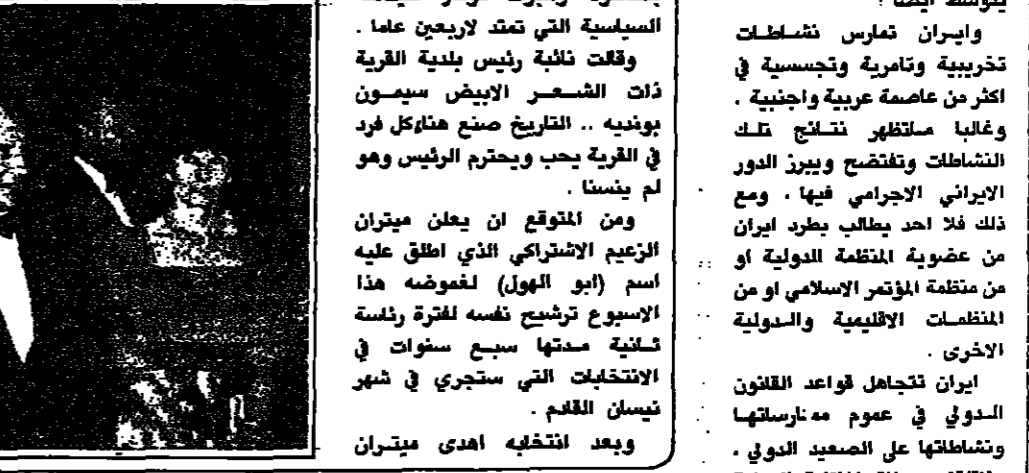 يتوسط ايضا !
وايران تمارس نشاطات
تخريبية وتامرية وتجسسية في
اكثر من عاصمة عربية واجنبية .
وغالبا ماتظهر نتائج تلك
النشاطات وتفتضح ويبرز الدور
الايراني الاجرامي فيها . ومع
ذلك فلا احد يطالب بطرد ايران
من عضوية المنظمة الدولية او
من منظمة المؤتمر الاسلامي او من
المنظمات الاقليمية والدولية
الاخرى .
ايران تتجاهل قواعد القانون
الدولي في عموم ممارساتها
ونشاطاتها على الصعيد الدولي .
السياسية التي تمتد لاربعين عاما .
وقالت نائبة رئيس بلدية القرية
ذات الشعر الابيض سيمون
بونديه .. التاريخ صنع هنا،كل فرد
في القرية يحب ويحترم الرئيس وهو
لم ينسنا .
ومن المتوقع ان يعلن ميتران
الزعيم الاشتراكي الذي اطلق عليه
اسم (ابو الهول) لغموضه هذا
الاسبوع ترشيح نفسه لفترة رئاسة
ثانية مدتها سبع سنوات في
الانتخابات التي ستجري في شهر
نيسان القادم .
وبعد انتخابه اهدى ميتران